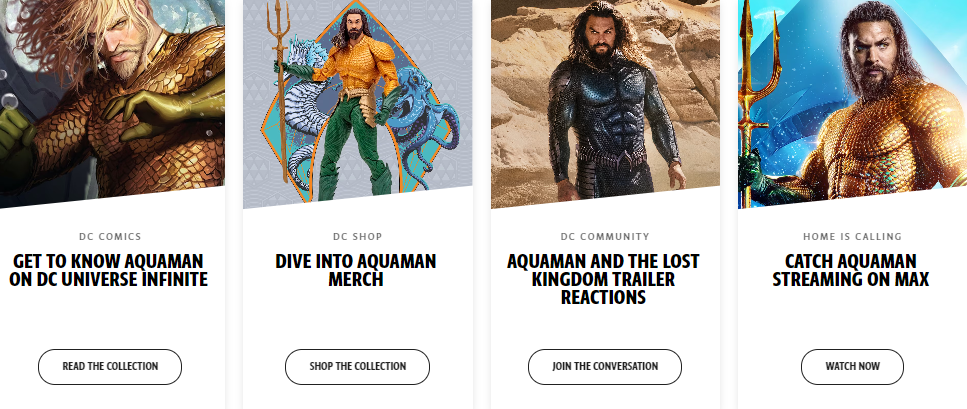 DC COMICS
GET TO KNOW AQUAMAN
ON DC UNIVERSE INFINITE
READ THE COLLECTION
DC SHOP
DIVE INTO AQUAMAN
MERCH
SHOP THE COLLECTION
DC COMMUNITY
AQUAMAN AND THE LOST
KINGDOM TRAILER
REACTIONS
JOIN THE CONVERSATION
HOME IS CALLING
CATCH AQUAMAN
STREAMING ON MAX
WATCH NOW